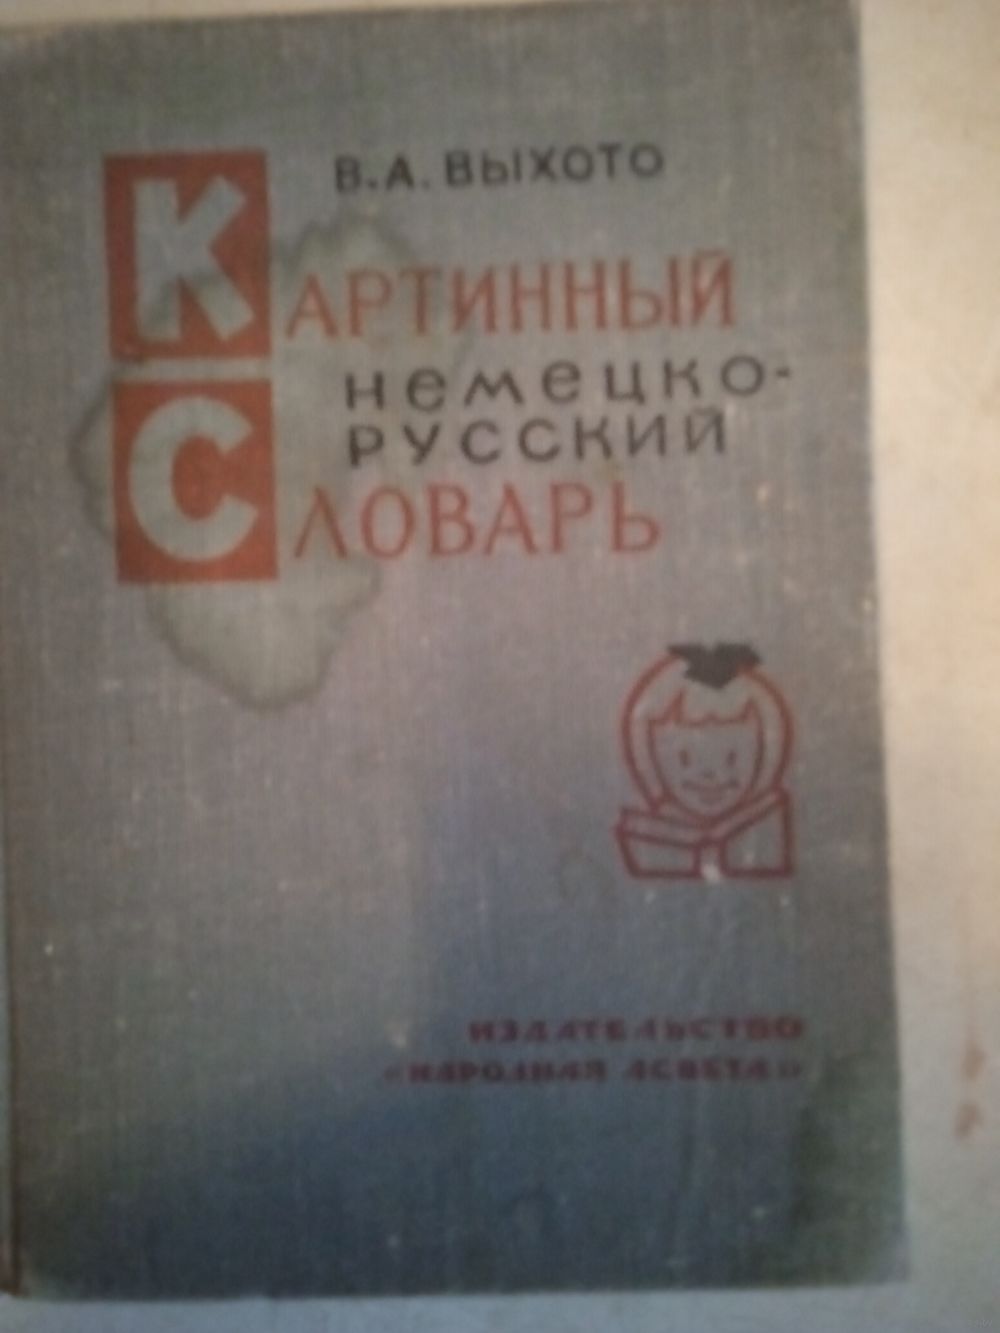 В.А. ВЫХОТО
КАРТИННЫЙ
немецко-
РУССКИЙ
СЛОВАРЬ
ИЗДАТЕЛЬСТВО
«НАРОДНАЯ АСВЕТА»